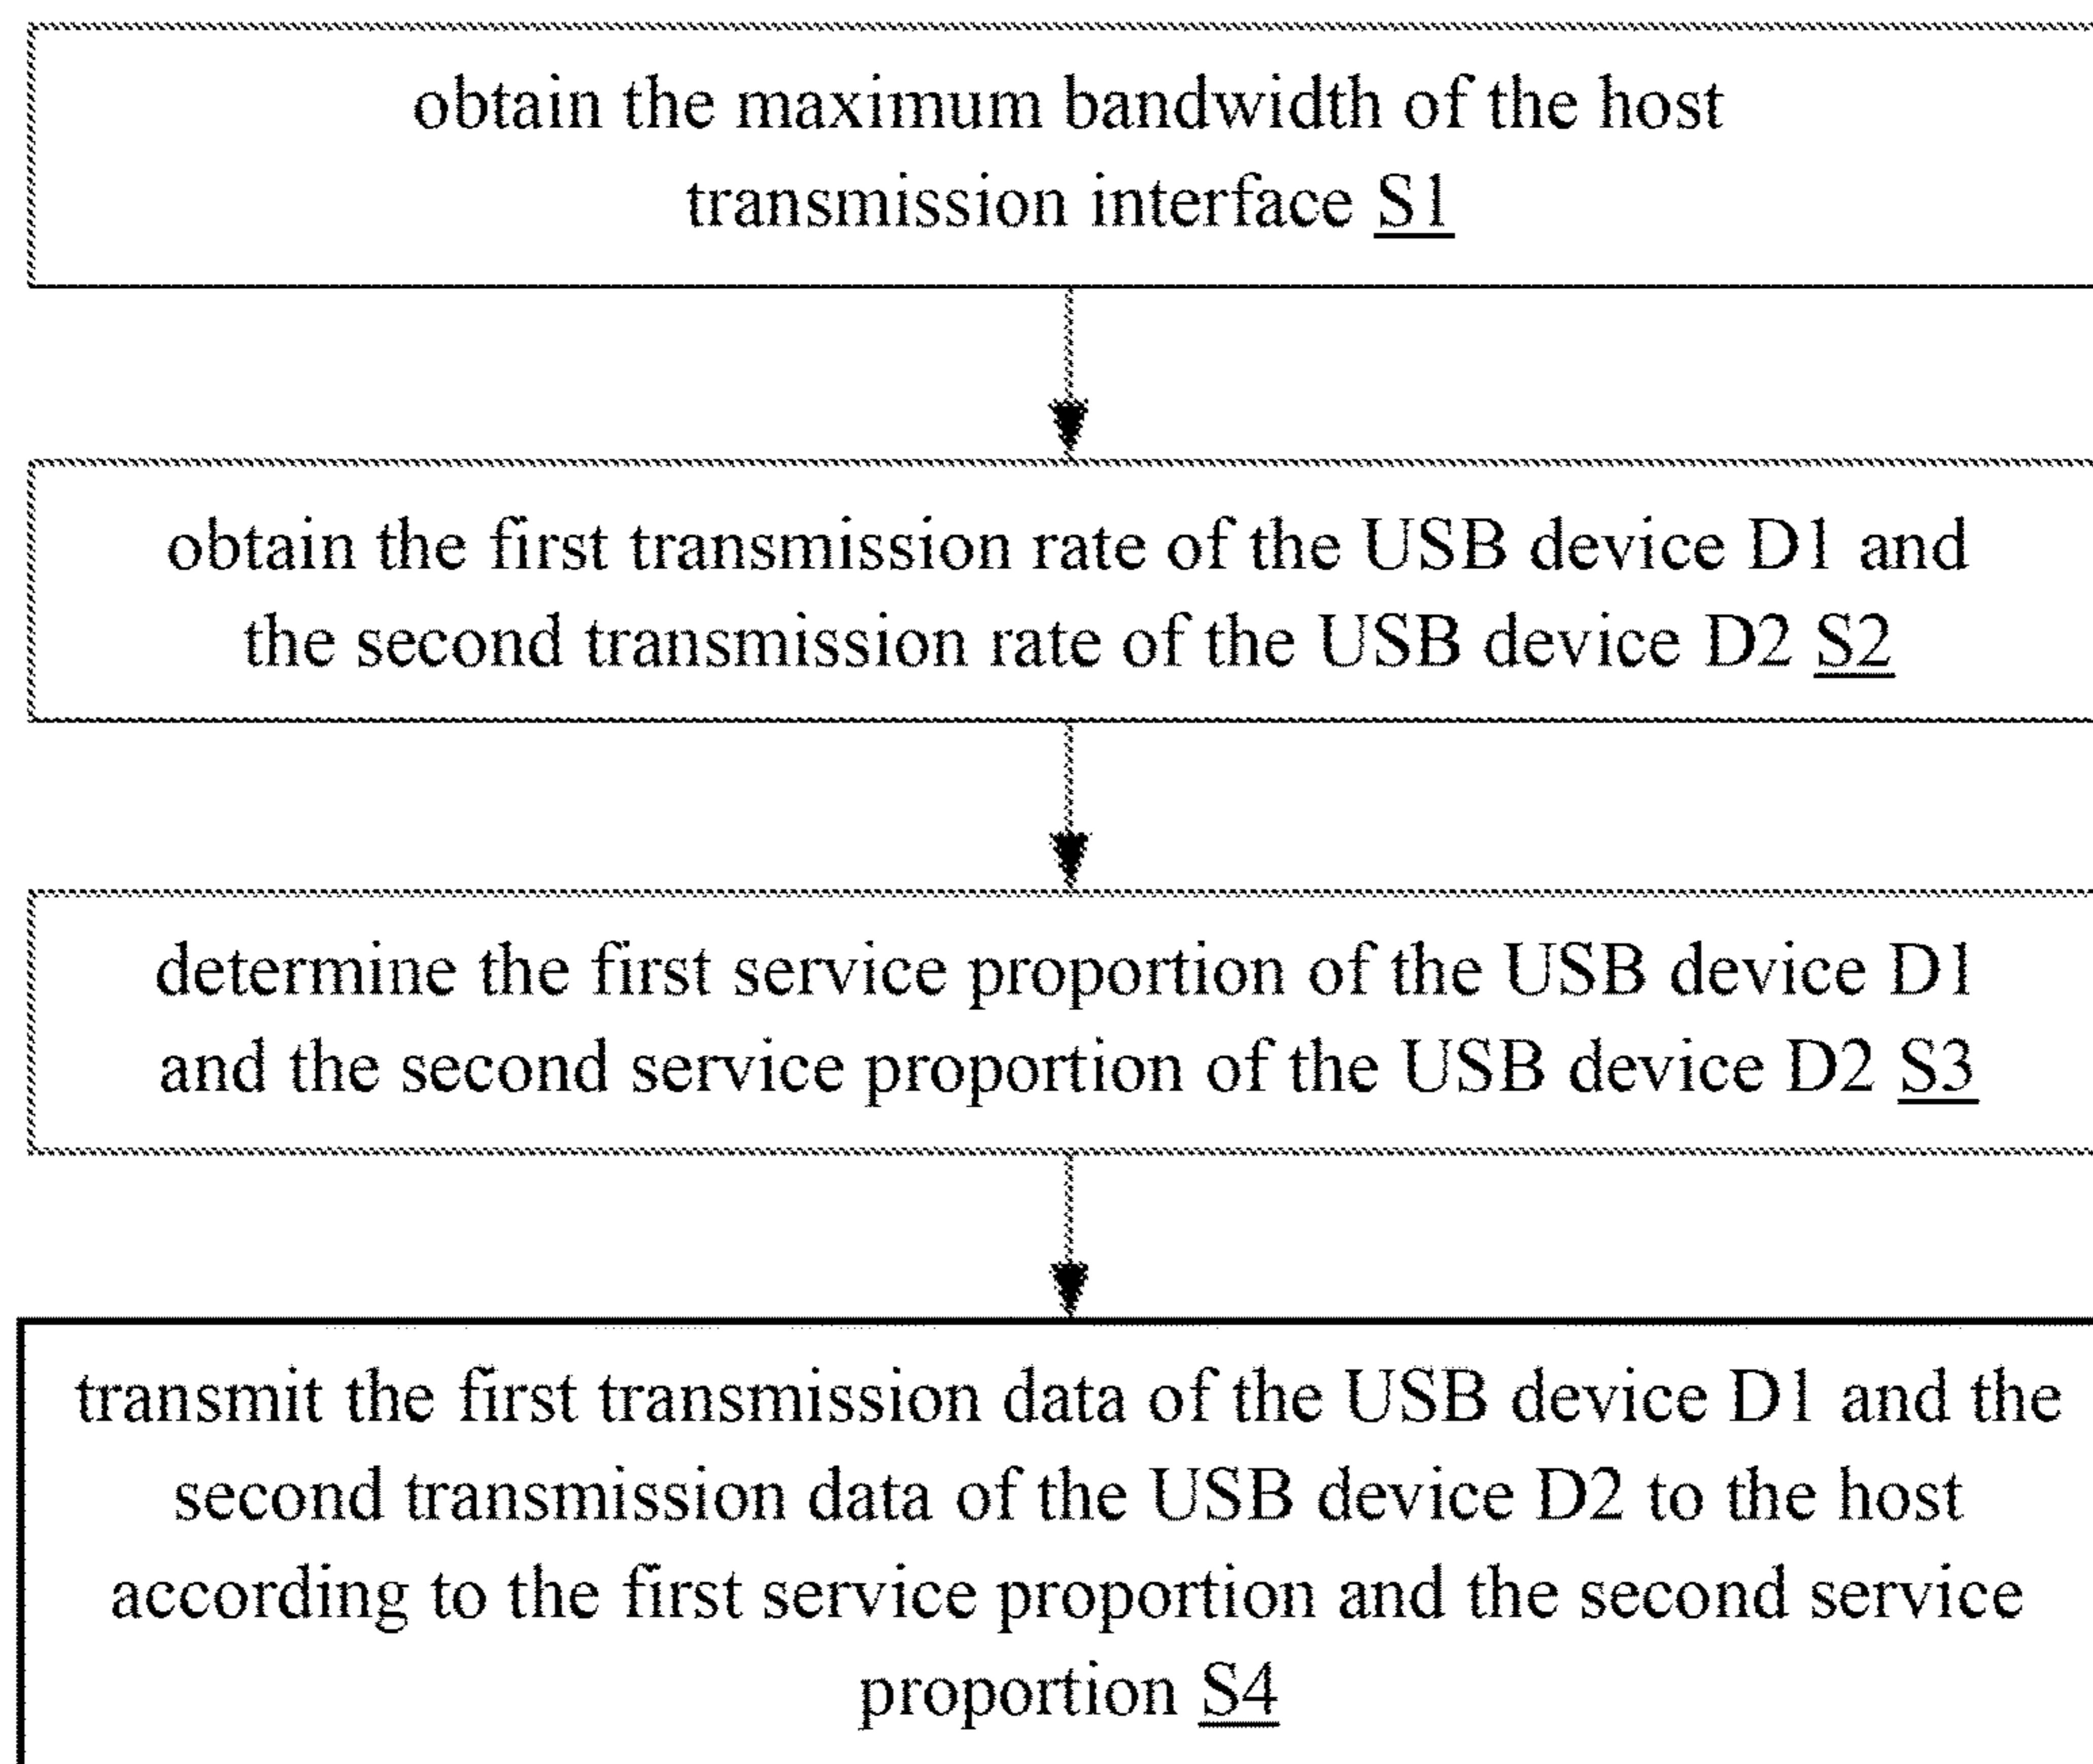 obtain the maximum bandwidth of the host
transmission interface S1
obtain the first transmission rate of the USB device D1 and
the second transmission rate of the USB device D2 S2
determine the first service proportion of the USB device D1
and the second service proportion of the USB device D2 S3
transmit the first transmission data of the USB device D1 and the
second transmission data of the USB device D2 to the host
according to the first service proportion and the second service
proportion S4